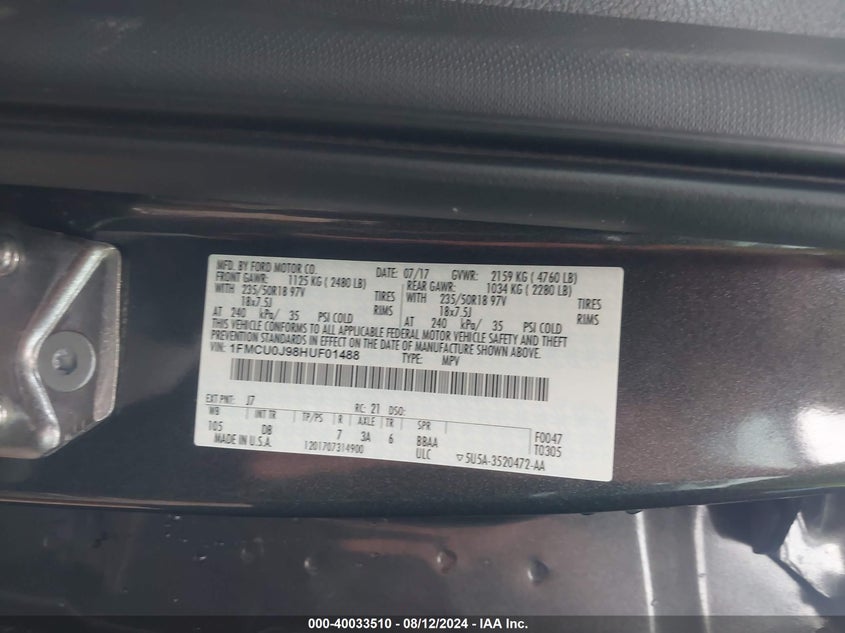 MFD. BY FORD MOTOR CO.
DATE: 07/17 GVWR: 2159 KG ( 4760 LB)
FRONT GAWR: 1125 KG ( 2480 LB) REAR GAWR: 1034 KG ( 2280 LB)
WITH 235/50R18 97V TIRES WITH 235/50R18 97V TIRES
18x7.5J RIMS 18x7.5J RIMS
AT 240 kPa/ 35 PSI COLD AT 240 kPa/ 35 PSI COLD
THIS VEHICLE CONFORMS TO ALL APPLICABLE FEDERAL MOTOR VEHICLE SAFETY AND THEFT
PREVENTION STANDARDS IN EFFECT ON THE DATE OF MANUFACTURE SHOWN ABOVE.
VIN: 1FMCU0J98HUF01488 TYPE: MPV
EXT PNT: J7 RC: 21 DSO:
WB INT TR TP/PS R AXLE TR SPR
105 DB 7 3A 6 BBAA F0047
MADE IN U.S.A. 1201707314900 ULC T0305
▽5U5A-3520472-AA
000-40033510 - 08/12/2024 - IAA Inc.